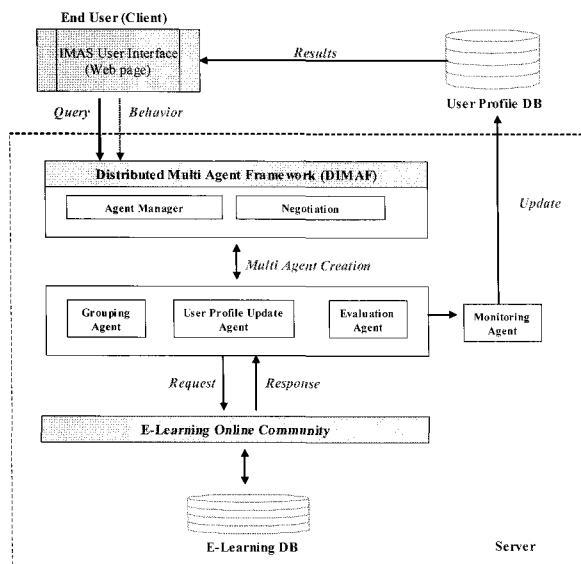 End User (Client)
IMAS User Interface
(Web page)
Results
User Profile DB
Query
Behavior
Distributed Multi Agent Framework (DIMAF)
Agent Manager
Negotiation
Update
Multi Agent Creation
Grouping
Agent
User Profile Update
Agent
Evaluation
Agent
Monitoring
Agent
Request
Response
E-Learning Online Community
E-Learning DB
Server